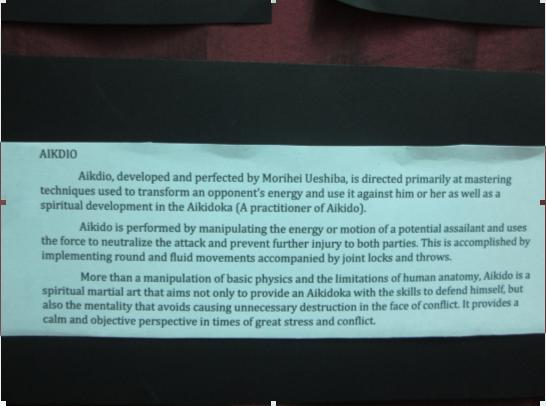 AIKDIO
Aikdio, developed and perfected by Morihei Ueshiba, is directed primarily at mastering
techniques used to transform an opponent's energy and use it against him or her as well as a
spiritual development in the Aikidoka (A practitioner of Aikido).
Aikido is performed by manipulating the energy or motion of a potential assailant and uses
the force to neutralize the attack and prevent further injury to both parties. This is accomplished by
implementing round and fluid movements accompanied by joint locks and throws.
More than a manipulation of basic physics and the limitations of human anatomy, Aikido is a
spiritual martial art that aims not only to provide an Aikidoka with the skills to defend himself, but
also the mentality that avoids causing unnecessary destruction in the face of conflict. It provides a
calm and objective perspective in times of great stress and conflict.